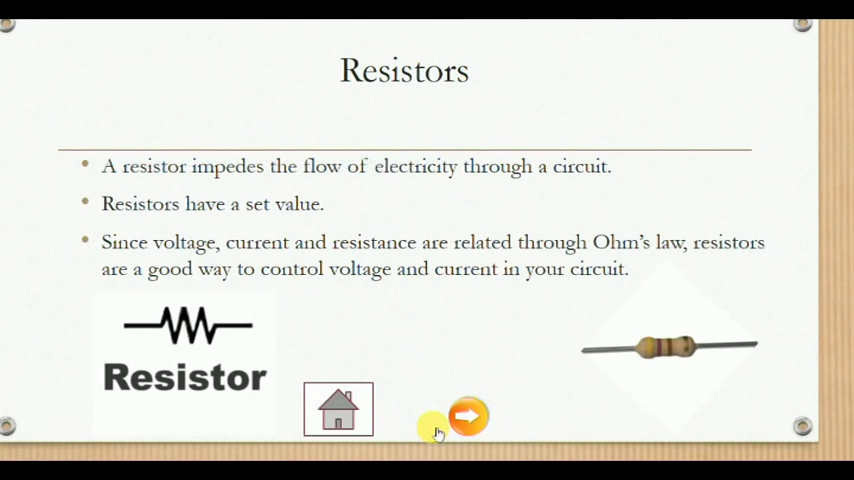 Resistors
A resistor impedes the flow of electricity through a circuit.
Resistors have a set value.
Since voltage, current and resistance are related through Ohm's law, resistors
are a good way to control voltage and current in your circuit.
Resistor